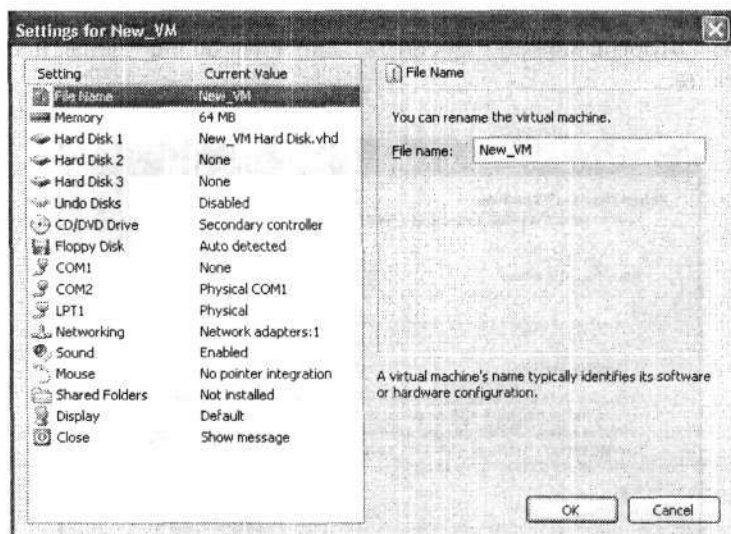 Settings for New_VM
Setting Current Value
File Name New_VM
Memory 64 MB
Hard Disk 1 New_VM Hard Disk.vhd
Hard Disk 2 None
Hard Disk 3 None
Undo Disks Disabled
CD/DVD Drive Secondary controller
Floppy Disk Auto detected
COM1 None
COM2 Physical COM1
LPT1 Physical
Networking Network adapters:1
Sound Enabled
Mouse No pointer integration
Shared Folders Not installed
Display Default
Close Show message
File Name
You can rename the virtual machine.
File name: New_VM
A virtual machine's name typically identifies its software
or hardware configuration.
OK Cancel